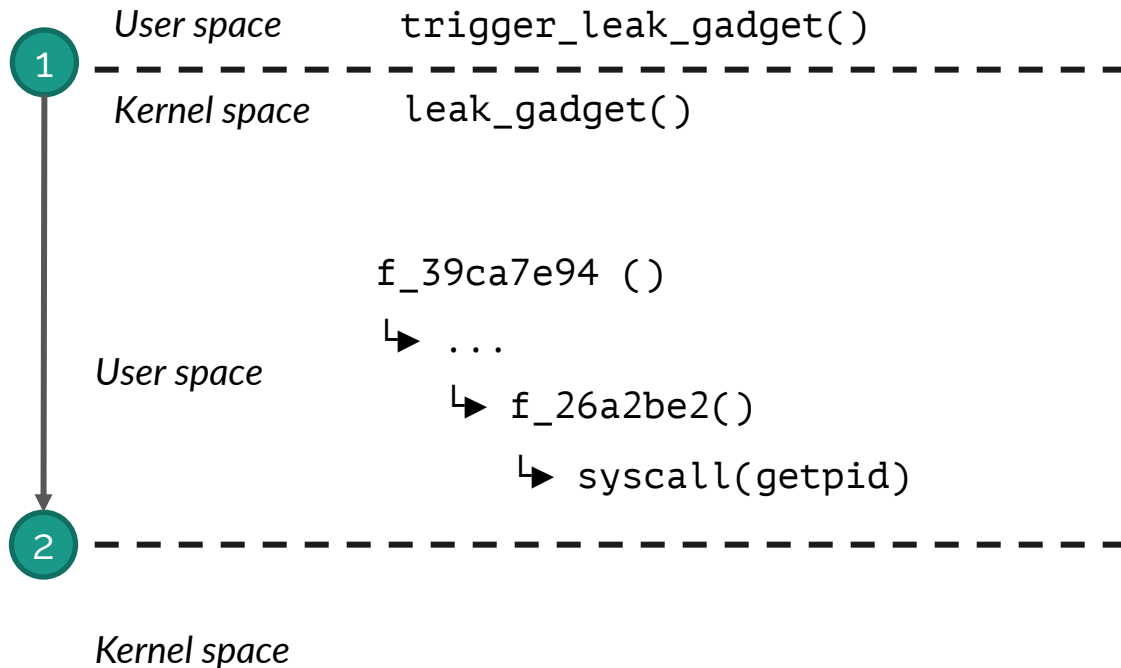 User space trigger_leak_gadget()
1
Kernel space leak_gadget()
f_39ca7e94 ()
...
User space
f_26a2be2()
syscall(getpid)
2
Kernel space